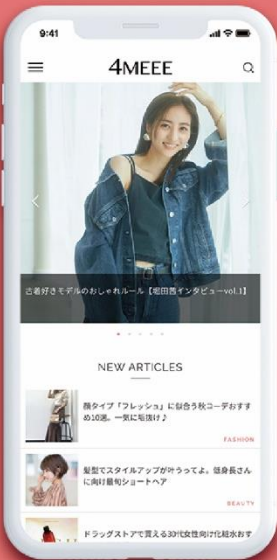 9:41
4MEEE
古着好きモデルのおしゃれルール【堀田茜インタビューvol.1】
NEW ARTICLES
顔タイプ「フレッシュ」に似合う秋コーデおすす
め10選。一気に垢抜け♪
FASHION
髪型でスタイルアップが叶うってよ。低身長さん
に向け最旬ショートヘア
BEAUTY
ドラッグストアで買える30代女性向け化粧水おす